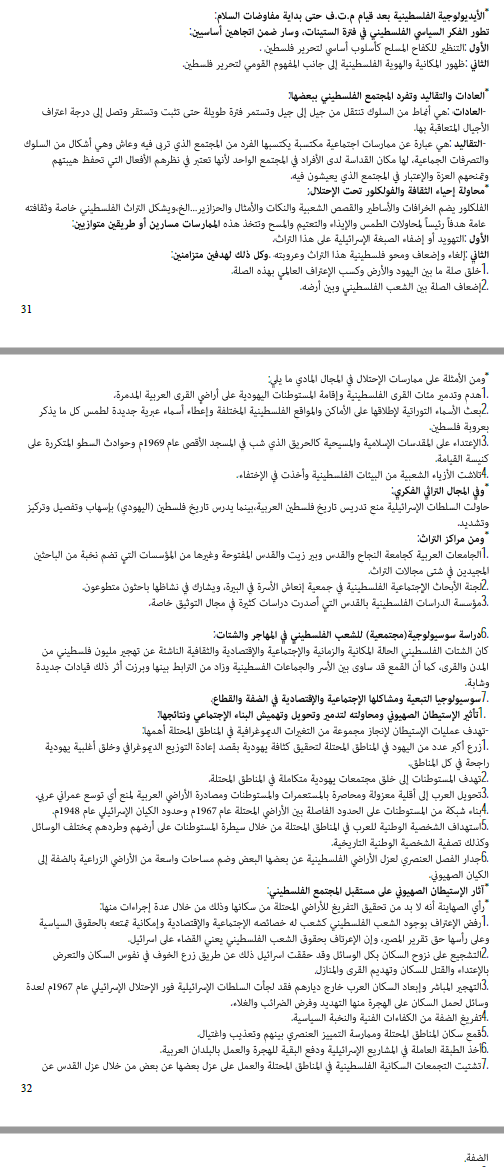 *الأيديولوجية الفلسطينية بعد قيام م.ت.ف حتى بداية مفاوضات السلام:
تطور الفكر السياسي الفلسطيني في فترة الستينات، وسار ضمن اتجاهين أساسيين:
الأول :التنظير للكفاح المسلح كأسلوب أساسي لتحرير فلسطين .
الثاني :ظهور المكانية والهوية الفلسطينية إلى جانب المفهوم القومي لتحرير فلسطين.
*العادات والتقاليد وتفرد المجتمع الفلسطيني ببعضها:
-العادات :هي أنماط من السلوك تنتقل من جيل إلى جيل وتستمر فترة طويلة حتى تثبت وتستقر وتصل إلى درجة اعتراف
الأجيال المتعاقبة بها.
-التقاليد :هي عبارة عن ممارسات اجتماعية مكتسبة يكتسبها الفرد من المجتمع الذي تربى فيه وعاش وهي أشكال من السلوك
والتصرفات الجماعية، لها مكان القداسة لدى الأفراد في المجتمع الواحد لأنها تعتبر في نظرهم الأفعال التي تحفظ هيبتهم
وتمنحهم العزة والإعتبار في المجتمع الذي يعيشون فيه.
*محاولة إحياء الثقافة والفولكلور تحت الإحتلال:
الفلكلور يضم الخرافات والأساطير والقصص الشعبية والنكات والأمثال والحزازير...الخ.ويشكل التراث الفلسطيني خاصة وثقافته
عامة هدفاً رئيساً لمحاولات الطمس والإيذاء والتعتيم والمسح وتتخذ هذه الممارسات مسارين أو طريقين متوازيين:
الأول :التهويد أو إضفاء الصبغة الإسرائيلية على هذا التراث.
الثاني :إلغاء وإضعاف ومحو فلسطينية هذا التراث وعروبته .وكل ذلك لهدفين متزامنين:
1.خلق صلة ما بين اليهود والأرض وكسب الإعتراف العالمي بهذه الصلة.
2.إضعاف الصلة بين الشعب الفلسطيني وبين أرضه.
31
*ومن الأمثلة على ممارسات الإحتلال في المجال المادي ما يلي:
1.هدم وتدمير مئات القرى الفلسطينية وإقامة المستوطنات اليهودية على أراضي القرى العربية المدمرة.
2.بعث الأسماء التوراتية لإطلاقها على الأماكن والمواقع الفلسطينية المختلفة وإعطاء أسماء عبرية جديدة لطمس كل ما يذكر
بعروبة فلسطين.
3.الإعتداء على المقدسات الإسلامية والمسيحية كالحريق الذي شب في المسجد الأقصى عام 1969م وحوادث السطو المتكررة على
كنيسة القيامة.
4.تلاشت الأزياء الشعبية من البيئات الفلسطينية وأخذت في الإختفاء.
*وفي المجال التراثي الفكري:
حاولت السلطات الإسرائيلية منع تدريس تاريخ فلسطين العربية،بينما يدرس تاريخ فلسطين (اليهودي) بإسهاب وتفصيل وتركيز
وتشديد.
*ومن مراكز التراث:
1.الجامعات العربية كجامعة النجاح والقدس وبير زيت والقدس المفتوحة وغيرها من المؤسسات التي تضم نخبة من الباحثين
المجيدين في شتى مجالات التراث.
2.لجنة الأبحاث الإجتماعية الفلسطينية في جمعية إنعاش الأسرة في البيرة، ويشارك في نشاطها باحثون متطوعون.
3.مؤسسة الدراسات الفلسطينية بالقدس التي أصدرت دراسات كثيرة في مجال التوثيق خاصة.
6.دراسة سوسيولوجية(مجتمعية) للشعب الفلسطيني في المهاجر والشتات:
كان الشتات الفلسطيني الحالة المكانية والزمانية والإجتماعية والإقتصادية والثقافية الناشئة عن تهجير مليون فلسطيني من
المدن والقرى، كما أن القمع قد ساوى بين الأسر والجماعات الفسطينية وزاد من الترابط بينها وبرزت أثر ذلك قيادات جديدة
وشابة.
7.سوسيولوجيا التبعية ومشاكلها الإجتماعية والإقتصادية في الضفة والقطاع.
1.تأثير الإستيطان الصهيوني ومحاولته لتدمير وتحويل وتهميش البناء الإجتماعي ونتائجها:
-تهدف عمليات الإستيطان لإنجاز مجموعة من التغيرات الديموغرافية في المناطق المحتلة أهمها:
1.زرع أكبر عدد من اليهود في المناطق المحتلة لتحقيق كثافة يهودية بقصد إعادة التوزيع الديموغرافي وخلق أغلبية يهودية
راجحة في كل المناطق.
2.تهدف المستوطنات إلى خلق مجتمعات يهودية متكاملة في المناطق المحتلة.
3.تحويل العرب إلى أقلية معزولة ومحاصرة بالمستعمرات والمستوطنات ومصادرة الأراضي العربية لمنع أي توسع عمراني عربي.
4.بناء شبكة من المستوطنات على الحدود الفاصلة بين الأراضي المحتلة عام 1967م وحدود الكيان الإسرائيلي عام 1948م.
5.استهداف الشخصية الوطنية للعرب في المناطق المحتلة من خلال سيطرة المستوطنات على أرضهم وطردهم بمختلف الوسائل
وكذلك تصفية الشخصية الوطنية التاريخية.
6.جدار الفصل العنصري لعزل الأراضي الفلسطينية عن بعضها البعض وضم مساحات واسعة من الأراضي الزراعية بالضفة إلى
الكيان الصهيوني.
*آثار الإستيطان الصهيوني على مستقبل المجتمع الفلسطيني:
*رأي الصهاينة أنه لا بد من تحقيق التفريغ للأراضي المحتلة من سكانها وذلك من خلال عدة إجراءات منها:
1.رفض الإعتراف بوجود الشعب الفلسطيني كشعب له خصائصه الإجتماعية والإقتصادية وإمكانية تمتعه بالحقوق السياسية
وعلى رأسها حق تقرير المصير، وإن الإعرتاف بحقوق الشعب الفلسطيني يعني القضاء على اسرائيل.
2.التشجيع على نزوح السكان بكل الوسائل وقد حققت اسرائيل ذلك عن طريق زرع الخوف في نفوس السكان والتعرض
بالإعتداء والقتل للسكان وتهديم القرى والمنازل.
3.التهجير المباشر وإبعاد السكان العرب خارج ديارهم فقد لجأت السلطات الإسرائيلية فور الإحتلال الإسرائيلي عام 1967م لعدة
وسائل لحمل السكان على الهجرة منها التهديد وفرض الضرائب والغلاء.
4.تفريغ الضفة من الكفاءات الفنية والنخبة السياسية.
5.قمع سكان المناطق المحتلة وممارسة التمييز العنصري بينهم وتعذيب واغتيال.
6.أخذ الطبقة العاملة في المشاريع الإسرائيلية ودفع البقية للهجرة والعمل بالبلدان العربية.
7.تشتيت التجمعات السكانية الفلسطينية في المناطق المحتلة والعمل على عزل بعضها عن بعض من خلال عزل القدس عن
32
الضفة.